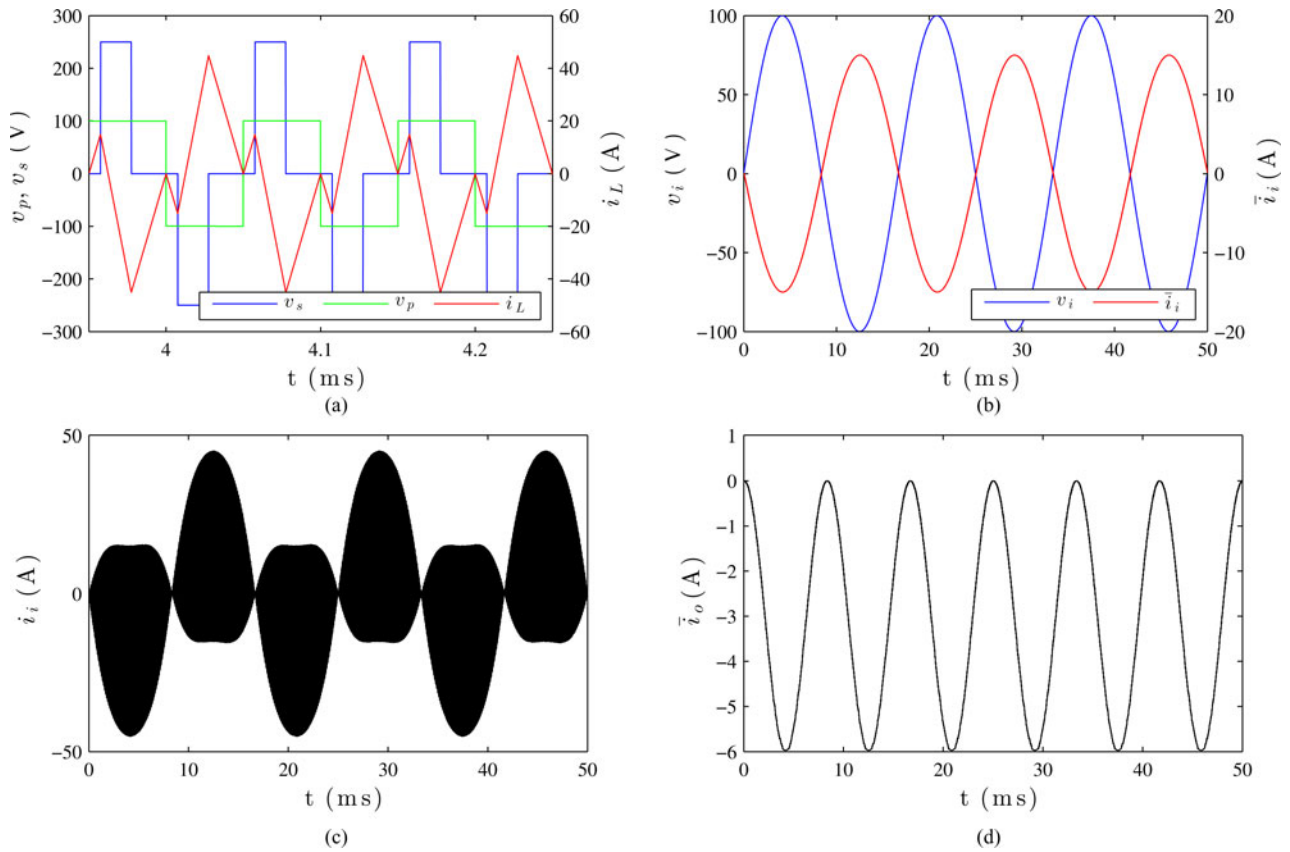 300
200
100
0
−100
−200
−300
v_p, v_s (V)
60
40
20
0
−20
−40
−60
i_L (A)
v_s v_p i_L
4 4.1 4.2
t (ms)
(a)
100
50
0
−50
−100
v_i (V)
20
10
0
−10
−20
i̅_i (A)
v_i i̅_i
0 10 20 30 40 50
t (ms)
(b)
50
0
−50
i_i (A)
0 10 20 30 40 50
t (ms)
(c)
1
0
−1
−2
−3
−4
−5
−6
i̅_o (A)
0 10 20 30 40 50
t (ms)
(d)